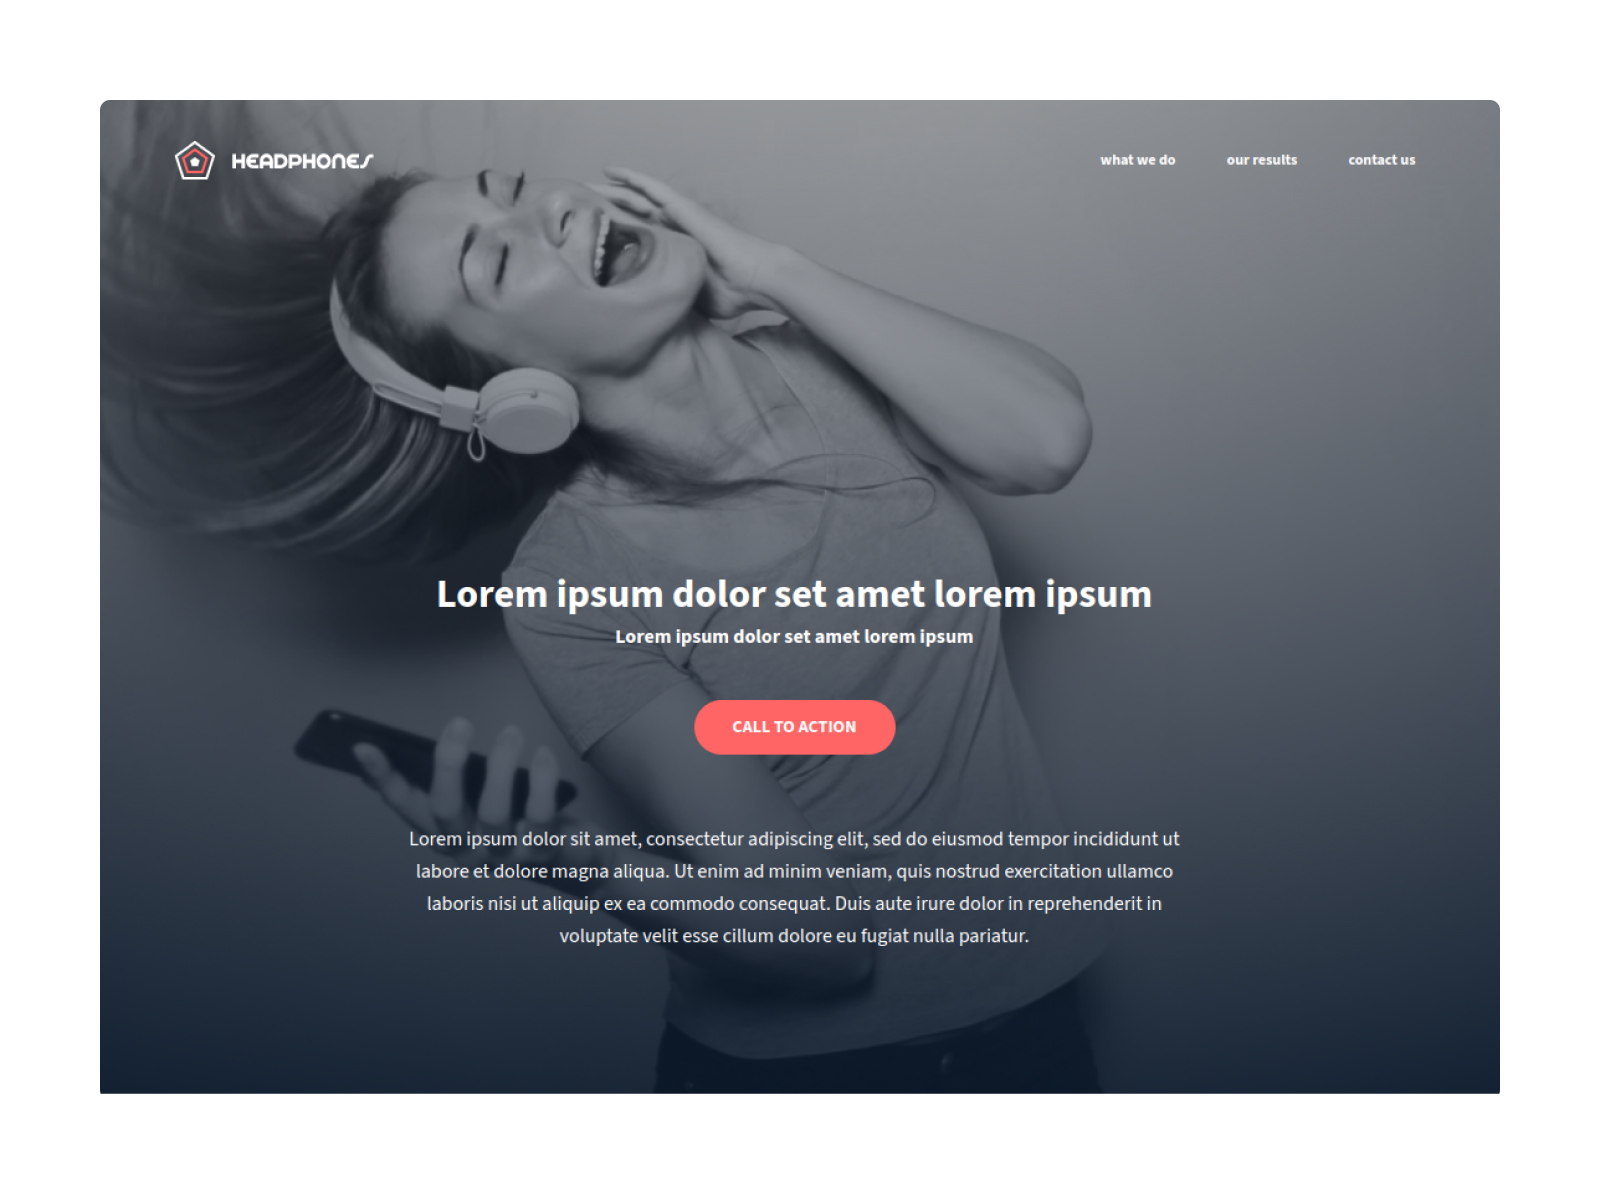 HEADPHONES
what we do our results contact us
Lorem ipsum dolor set amet lorem ipsum
Lorem ipsum dolor set amet lorem ipsum
CALL TO ACTION
Lorem ipsum dolor sit amet, consectetur adipiscing elit, sed do eiusmod tempor incididunt ut
labore et dolore magna aliqua. Ut enim ad minim veniam, quis nostrud exercitation ullamco
laboris nisi ut aliquip ex ea commodo consequat. Duis aute irure dolor in reprehenderit in
voluptate velit esse cillum dolore eu fugiat nulla pariatur.